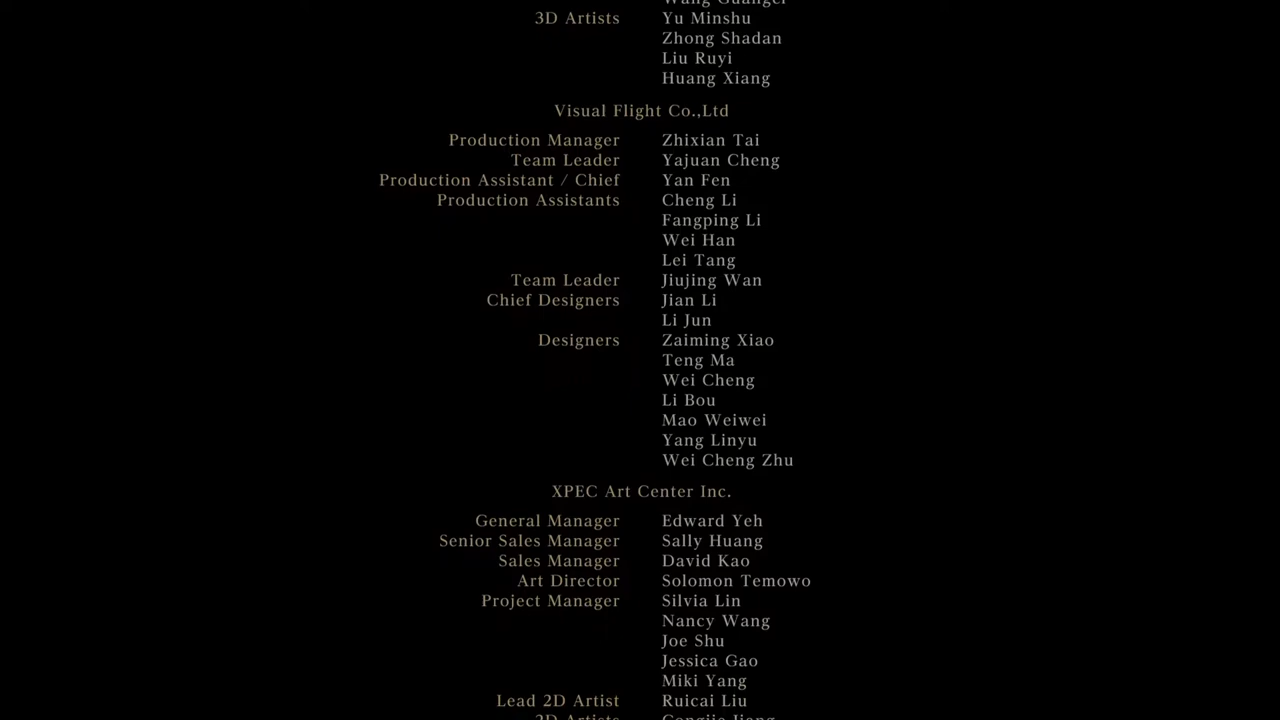 3D Artists Yu Minshu
Zhong Shadan
Liu Ruyi
Huang Xiang
Visual Flight Co.,Ltd
Production Manager Zhixian Tai
Team Leader Yajuan Cheng
Production Assistant / Chief Yan Fen
Production Assistants Cheng Li
Fangping Li
Wei Han
Lei Tang
Team Leader Jiujing Wan
Chief Designers Jian Li
Li Jun
Designers Zaiming Xiao
Teng Ma
Wei Cheng
Li Bou
Mao Weiwei
Yang Linyu
Wei Cheng Zhu
XPEC Art Center Inc.
General Manager Edward Yeh
Senior Sales Manager Sally Huang
Sales Manager David Kao
Art Director Solomon Temowo
Project Manager Silvia Lin
Nancy Wang
Joe Shu
Jessica Gao
Miki Yang
Lead 2D Artist Ruicai Liu
2D Artists